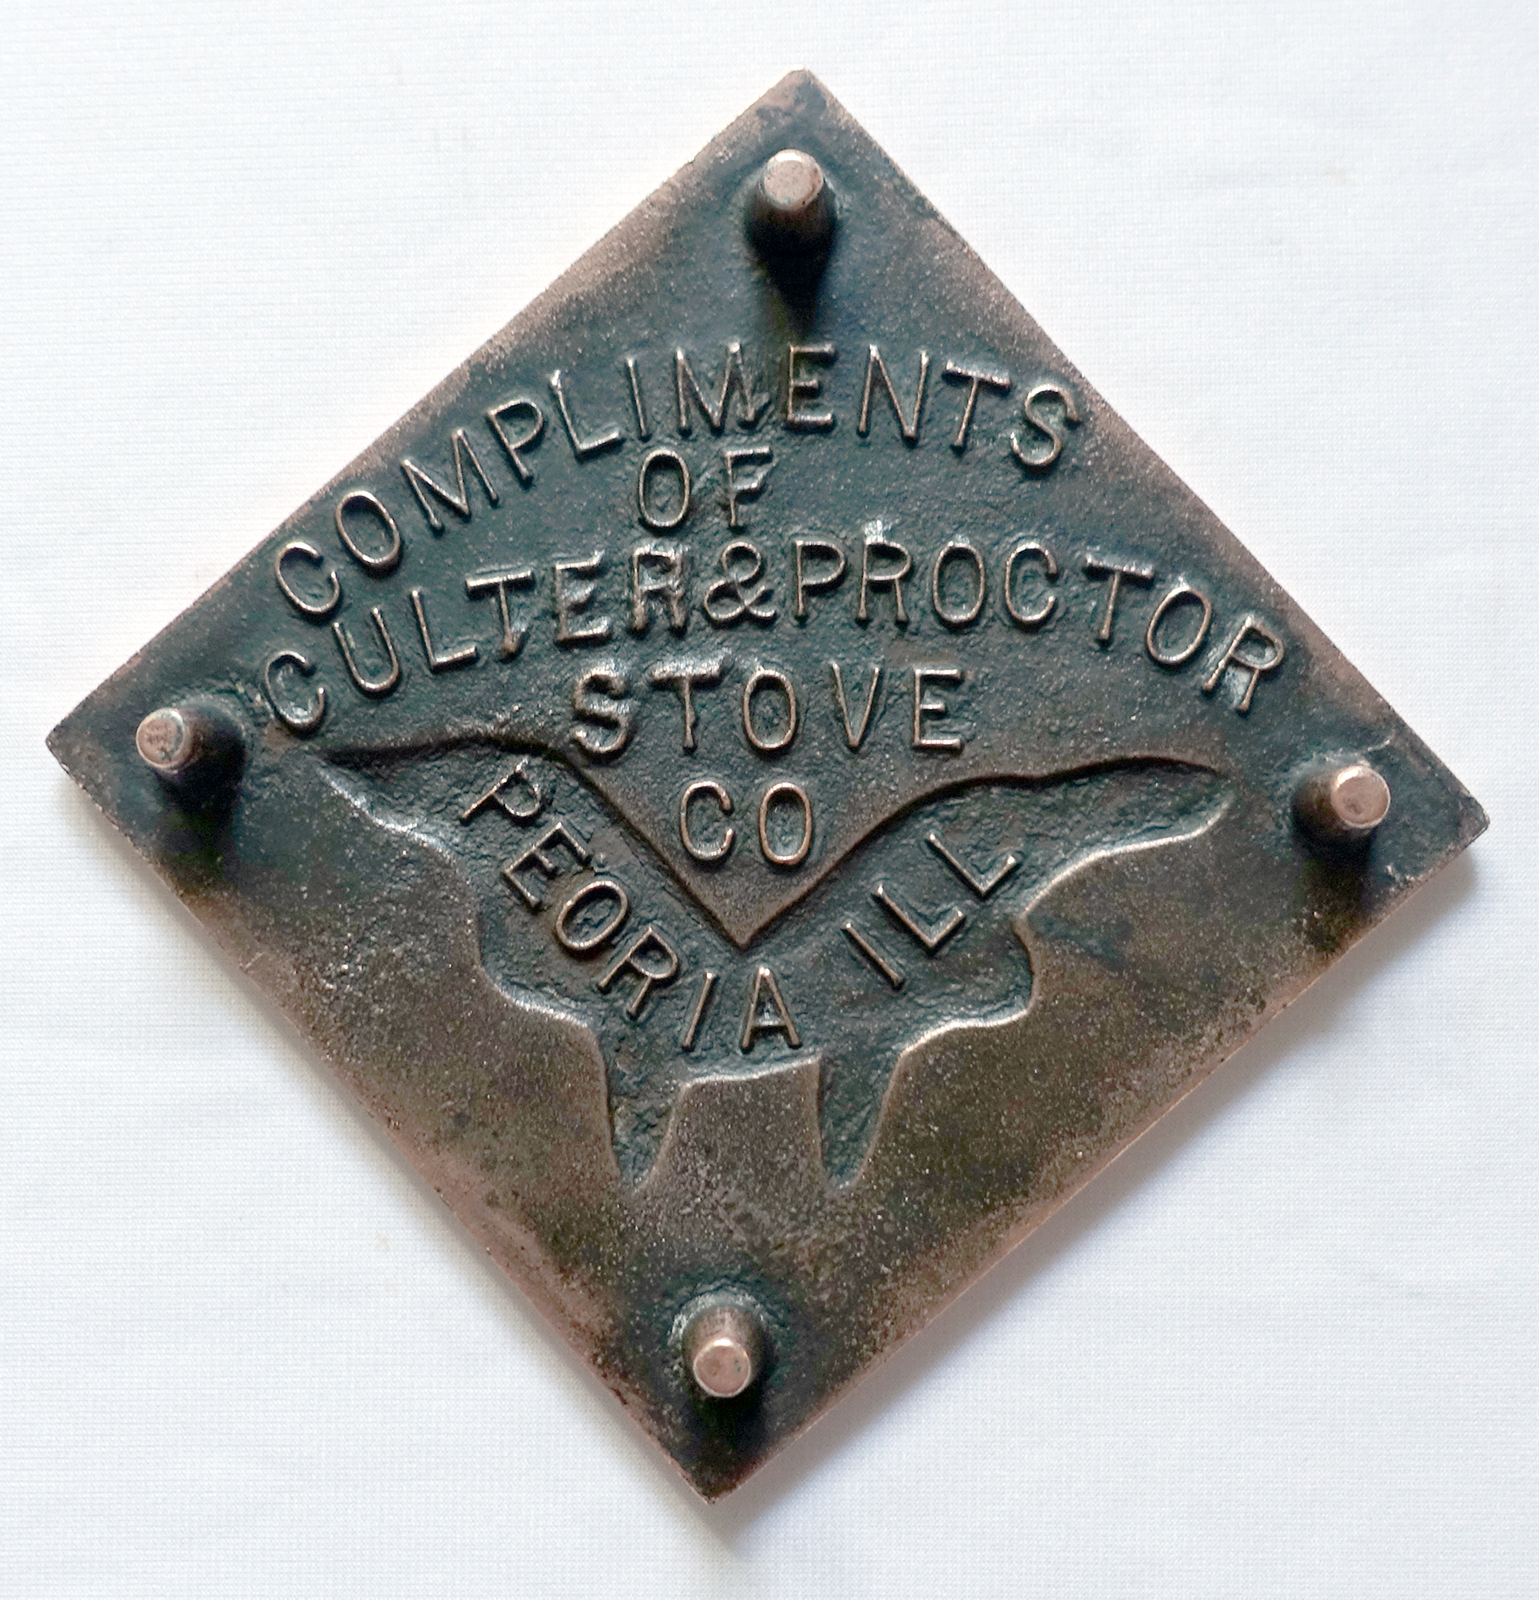 COMPLIMENTS
OF
CULTER & PROCTOR
STOVE
CO
PEORIA ILL